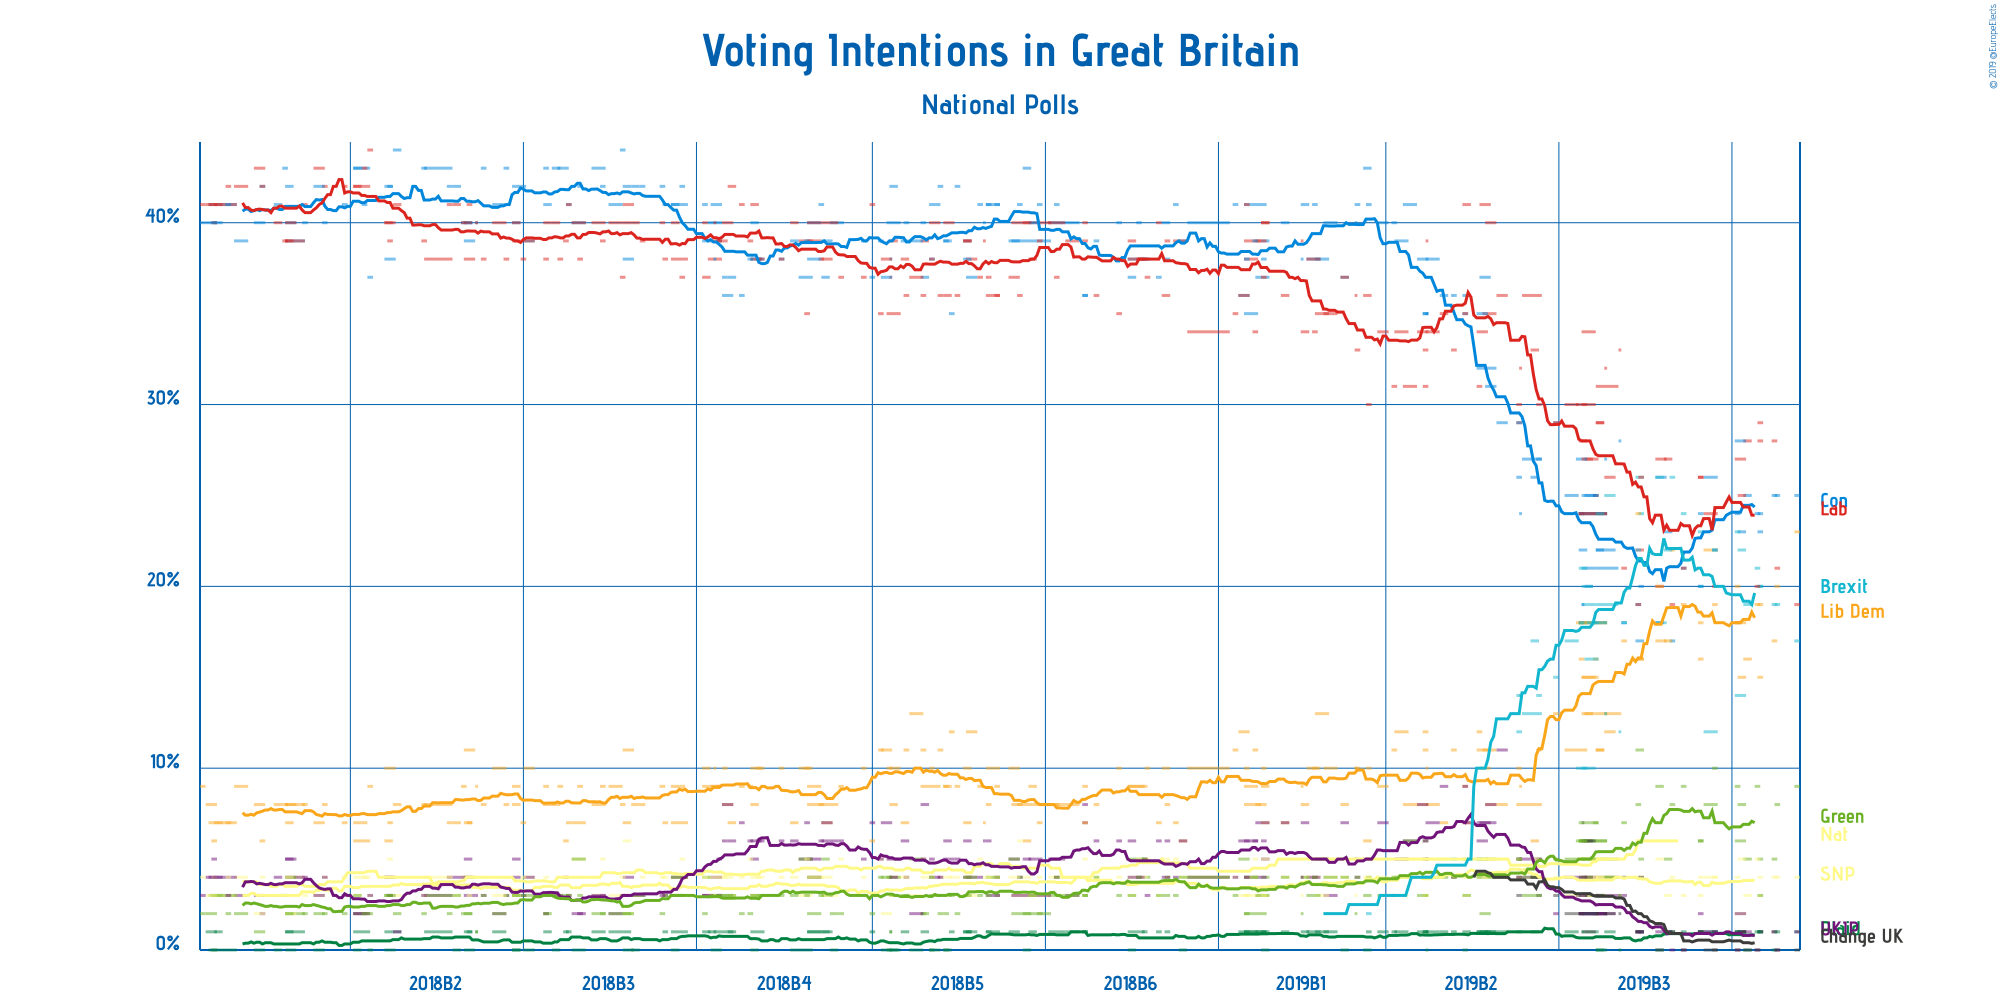 © 2019 @EuropeElects
Voting Intentions in Great Britain
National Polls
40%
30%
20%
10%
0%
Con
Lab
Brexit
Lib Dem
Green
Nat
SNP
UKIP
Change UK
2018B2 2018B3 2018B4 2018B5 2018B6 2019B1 2019B2 2019B3